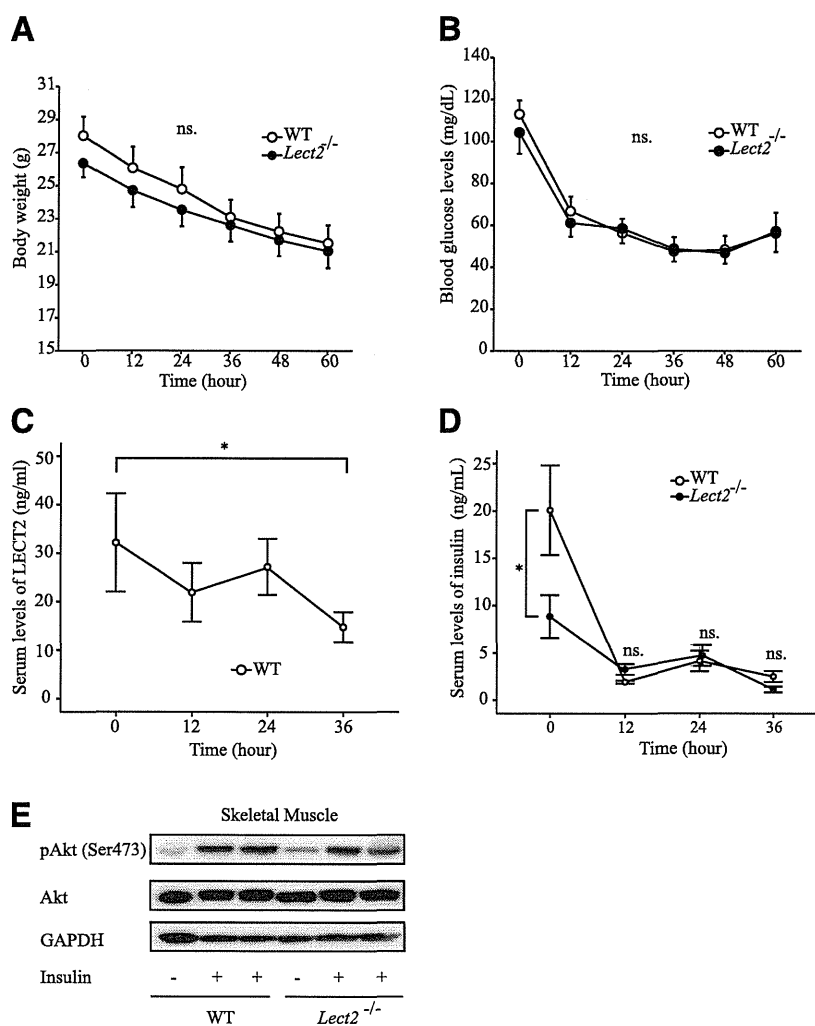 A
31
29
27
25
23
21
19
17
15
Body weight (g)
ns.
WT
Lect2-/-
0 12 24 36 48 60
Time (hour)
B
140
120
100
80
60
40
20
0
Blood glucose levels (mg/dL)
ns.
WT
Lect2-/-
0 12 24 36 48 60
Time (hour)
C
50
40
30
20
10
0
Serum levels of LECT2 (ng/ml)
*
WT
0 12 24 36
Time (hour)
D
25
20
15
10
5
0
Serum levels of insulin (ng/mL)
WT
Lect2-/-
*
ns. ns. ns.
0 12 24 36
Time (hour)
E
Skeletal Muscle
pAkt (Ser473)
Akt
GAPDH
Insulin - + + - + +
WT Lect2-/-